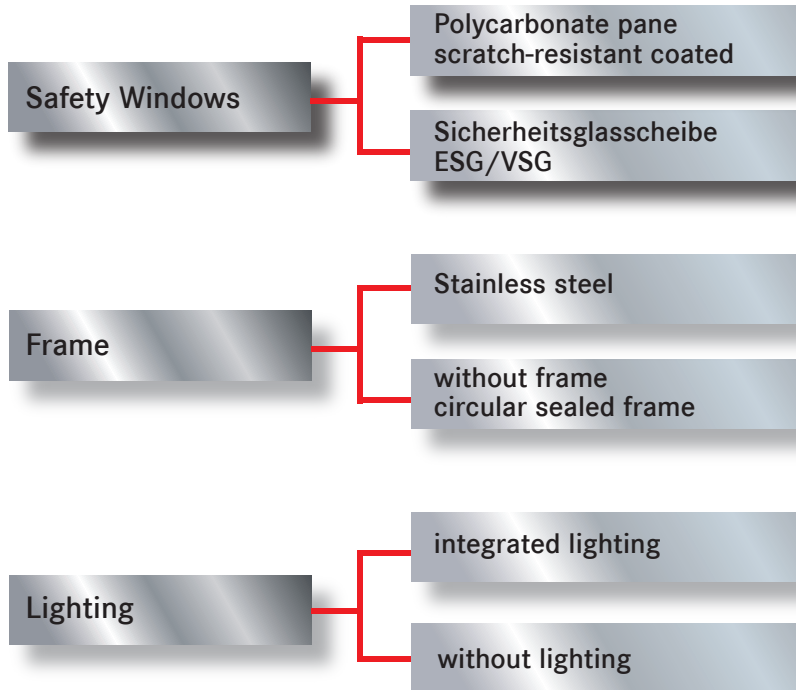 Safety Windows
Polycarbonate pane
scratch-resistant coated
Sicherheitsglasscheibe
ESG/VSG
Frame
Stainless steel
without frame
circular sealed frame
Lighting
integrated lighting
without lighting